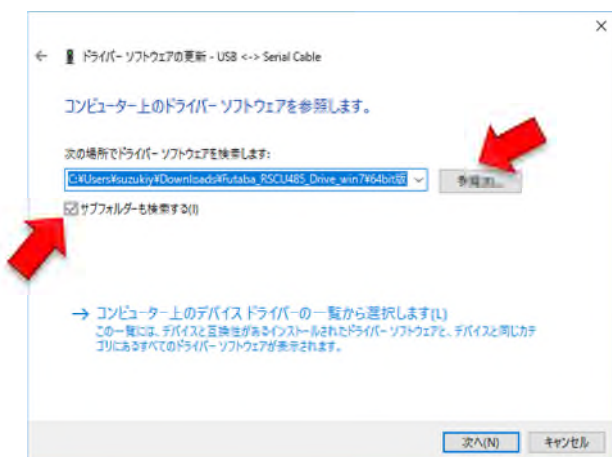 ドライバー ソフトウェアの更新 - USB <-> Serial Cable
コンピューター上のドライバー ソフトウェアを参照します。
次の場所でドライバー ソフトウェアを検索します:
C:¥Users¥suzukiy¥Downloads¥Futaba_RSCU485_Drive_win7¥64bit版
参照(R)...
サブフォルダーも検索する(I)
→ コンピューター上のデバイス ドライバーの一覧から選択します(L)
この一覧には、デバイスと互換性があるインストールされたドライバー ソフトウェアと、デバイスと同じカテ
ゴリにあるすべてのドライバー ソフトウェアが表示されます。
次へ(N)
キャンセル